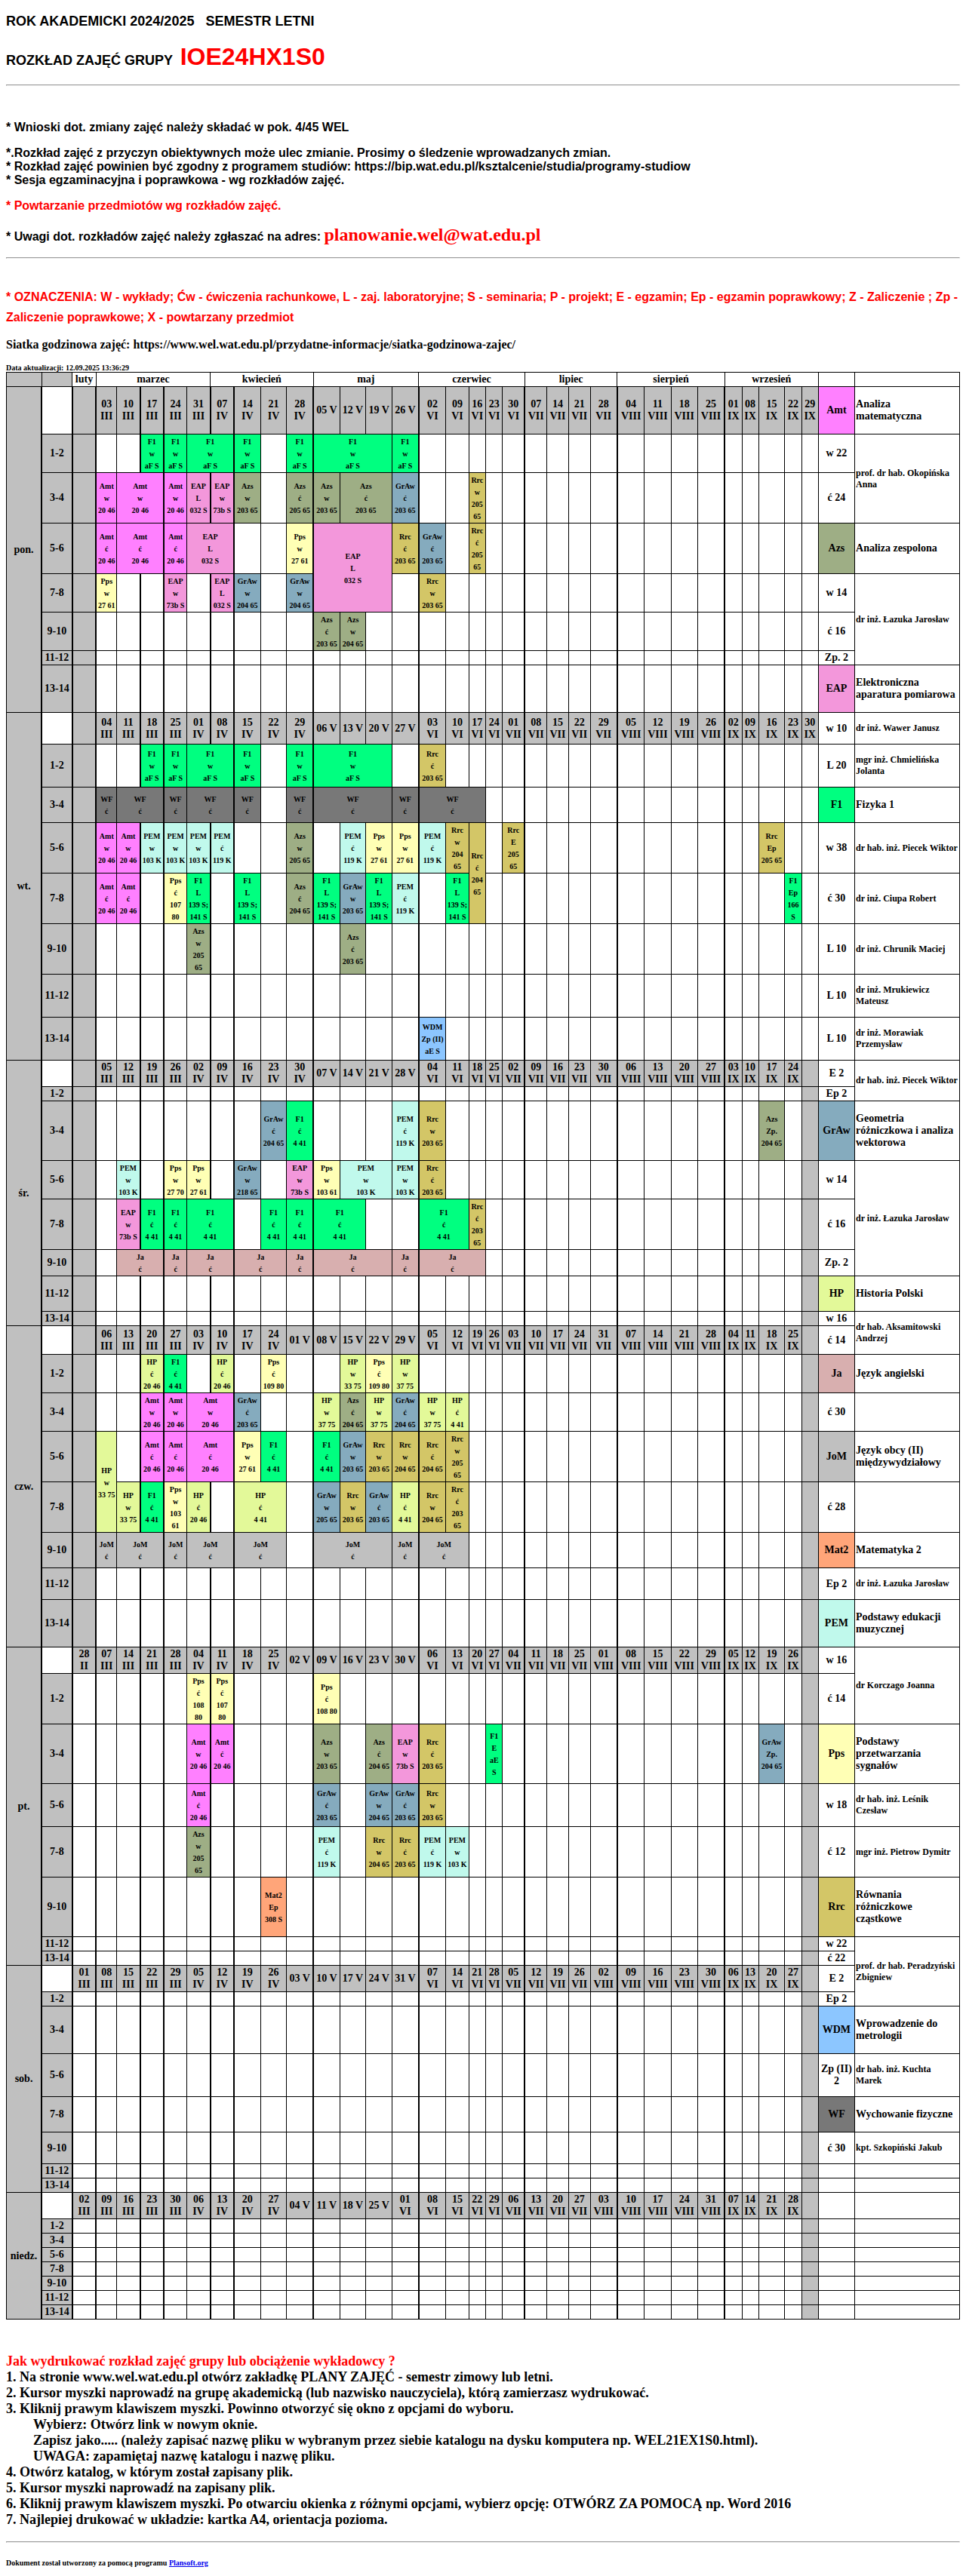 ROK AKADEMICKI 2024/2025 SEMESTR LETNI
ROZKŁAD ZAJĘĆ GRUPY IOE24HX1S0
* Wnioski dot. zmiany zajęć należy składać w pok. 4/45 WEL
*.Rozkład zajęć z przyczyn obiektywnych może ulec zmianie. Prosimy o śledzenie wprowadzanych zmian.
* Rozkład zajęć powinien być zgodny z programem studiów: https://bip.wat.edu.pl/ksztalcenie/studia/programy-studiow
* Sesja egzaminacyjna i poprawkowa - wg rozkładów zajęć.
* Powtarzanie przedmiotów wg rozkładów zajęć.
* Uwagi dot. rozkładów zajęć należy zgłaszać na adres: planowanie.wel@wat.edu.pl
* OZNACZENIA: W - wykłady; Ćw - ćwiczenia rachunkowe, L - zaj. laboratoryjne; S - seminaria; P - projekt; E - egzamin; Ep - egzamin poprawkowy; Z - Zaliczenie ; Zp -
Zaliczenie poprawkowe; X - powtarzany przedmiot
Siatka godzinowa zajęć: https://www.wel.wat.edu.pl/przydatne-informacje/siatka-godzinowa-zajec/
Data aktualizacji: 12.09.2025 13:36:29
luty marzec kwiecień maj czerwiec lipiec sierpień wrzesień
pon. 03 III 10 III 17 III 24 III 31 III 07 IV 14 IV 21 IV 28 IV 05 V 12 V 19 V 26 V 02 VI 09 VI 16 VI 23 VI 30 VI 07 VII 14 VII 21 VII 28 VII 04 VIII 11 VIII 18 VIII 25 VIII 01 IX 08 IX 15 IX 22 IX 29 IX Amt Analiza matematyczna
1-2 F1 w aF S F1 w aF S F1 w aF S F1 w aF S F1 w aF S F1 w aF S F1 w aF S w 22 prof. dr hab. Okopińska Anna
3-4 Amt w 20 46 Amt w 20 46 Amt w 20 46 EAP L 032 S EAP w 73b S Azs w 203 65 Azs ć 205 65 Azs w 203 65 Azs ć 203 65 GrAw ć 203 65 Rrc w 205 65 ć 24
5-6 Amt ć 20 46 Amt ć 20 46 Amt ć 20 46 EAP L 032 S Pps w 27 61 EAP L 032 S Rrc ć 203 65 GrAw ć 203 65 Rrc ć 205 65 Azs Analiza zespolona
7-8 Pps w 27 61 EAP w 73b S EAP L 032 S GrAw w 204 65 GrAw w 204 65 Rrc w 203 65 w 14 dr inż. Łazuka Jarosław
9-10 Azs ć 203 65 Azs w 204 65 ć 16
11-12 Zp. 2
13-14 EAP Elektroniczna aparatura pomiarowa
wt. 04 III 11 III 18 III 25 III 01 IV 08 IV 15 IV 22 IV 29 IV 06 V 13 V 20 V 27 V 03 VI 10 VI 17 VI 24 VI 01 VII 08 VII 15 VII 22 VII 29 VII 05 VIII 12 VIII 19 VIII 26 VIII 02 IX 09 IX 16 IX 23 IX 30 IX w 10 dr inż. Wawer Janusz
1-2 F1 w aF S F1 w aF S F1 w aF S F1 w aF S F1 w aF S F1 w aF S Rrc ć 203 65 L 20 mgr inż. Chmielińska Jolanta
3-4 WF ć WF ć WF ć WF ć WF ć WF ć WF ć WF ć WF ć F1 Fizyka 1
5-6 Amt w 20 46 Amt w 20 46 PEM w 103 K PEM w 103 K PEM w 103 K PEM ć 119 K Azs w 205 65 PEM ć 119 K Pps w 27 61 Pps w 27 61 PEM ć 119 K Rrc w 204 65 Rrc ć 204 65 Rrc E 205 65 Rrc Ep 205 65 w 38 dr hab. inż. Piecek Wiktor
7-8 Amt ć 20 46 Amt ć 20 46 Pps ć 107 80 F1 L 139 S; 141 S F1 L 139 S; 141 S Azs ć 204 65 F1 L 139 S; 141 S GrAw w 203 65 F1 L 139 S; 141 S PEM ć 119 K F1 L 139 S; 141 S F1 Ep 166 S ć 30 dr inż. Ciupa Robert
9-10 Azs w 205 65 Azs ć 203 65 L 10 dr inż. Chrunik Maciej
11-12 L 10 dr inż. Mrukiewicz Mateusz
13-14 WDM Zp (II) aE S L 10 dr inż. Morawiak Przemysław
śr. 05 III 12 III 19 III 26 III 02 IV 09 IV 16 IV 23 IV 30 IV 07 V 14 V 21 V 28 V 04 VI 11 VI 18 VI 25 VI 02 VII 09 VII 16 VII 23 VII 30 VII 06 VIII 13 VIII 20 VIII 27 VIII 03 IX 10 IX 17 IX 24 IX E 2 dr hab. inż. Piecek Wiktor
1-2 Ep 2
3-4 GrAw ć 204 65 F1 ć 4 41 PEM ć 119 K Rrc w 203 65 Azs Zp. 204 65 GrAw Geometria różniczkowa i analiza wektorowa
5-6 PEM w 103 K Pps w 27 70 Pps w 27 61 GrAw w 218 65 EAP w 73b S Pps w 103 61 PEM w 103 K PEM w 103 K Rrc ć 203 65 w 14 dr inż. Łazuka Jarosław
7-8 EAP w 73b S F1 ć 4 41 F1 ć 4 41 F1 ć 4 41 F1 ć 4 41 F1 ć 4 41 F1 ć 4 41 F1 ć 4 41 Rrc ć 203 65 ć 16
9-10 Ja ć Ja ć Ja ć Ja ć Ja ć Ja ć Ja ć Ja ć Zp. 2
11-12 HP Historia Polski
13-14 w 16 dr hab. Aksamitowski Andrzej
czw. 06 III 13 III 20 III 27 III 03 IV 10 IV 17 IV 24 IV 01 V 08 V 15 V 22 V 29 V 05 VI 12 VI 19 VI 26 VI 03 VII 10 VII 17 VII 24 VII 31 VII 07 VIII 14 VIII 21 VIII 28 VIII 04 IX 11 IX 18 IX 25 IX ć 14
1-2 HP ć 20 46 F1 ć 4 41 HP ć 20 46 Pps ć 109 80 HP w 33 75 Pps ć 109 80 HP w 37 75 Ja Język angielski
3-4 Amt w 20 46 Amt w 20 46 Amt w 20 46 GrAw ć 203 65 HP w 37 75 Azs ć 204 65 HP w 37 75 GrAw ć 204 65 HP w 37 75 HP ć 4 41 ć 30
5-6 HP w 33 75 Amt ć 20 46 Amt ć 20 46 Amt ć 20 46 Pps w 27 61 F1 ć 4 41 F1 ć 4 41 GrAw w 203 65 Rrc w 203 65 Rrc w 204 65 Rrc ć 204 65 Rrc w 205 65 JoM Język obcy (II) międzywydziałowy
7-8 HP w 33 75 F1 ć 4 41 Pps w 103 61 HP ć 20 46 HP ć 4 41 GrAw w 205 65 Rrc w 203 65 GrAw ć 203 65 HP ć 4 41 Rrc w 204 65 Rrc ć 203 65 ć 28
9-10 JoM ć JoM ć JoM ć JoM ć JoM ć JoM ć JoM ć JoM ć Mat2 Matematyka 2
11-12 Ep 2 dr inż. Łazuka Jarosław
13-14 PEM Podstawy edukacji muzycznej
pt. 28 II 07 III 14 III 21 III 28 III 04 IV 11 IV 18 IV 25 IV 02 V 09 V 16 V 23 V 30 V 06 VI 13 VI 20 VI 27 VI 04 VII 11 VII 18 VII 25 VII 01 VIII 08 VIII 15 VIII 22 VIII 29 VIII 05 IX 12 IX 19 IX 26 IX w 16 dr Korczago Joanna
1-2 Pps ć 108 80 Pps ć 107 80 Pps ć 108 80 ć 14
3-4 Amt w 20 46 Amt ć 20 46 Azs w 203 65 Azs ć 204 65 EAP w 73b S Rrc ć 203 65 F1 E aE S GrAw Zp. 204 65 Pps Podstawy przetwarzania sygnałów
5-6 Amt ć 20 46 GrAw ć 203 65 GrAw w 204 65 GrAw ć 203 65 Rrc w 203 65 w 18 dr hab. inż. Leśnik Czesław
7-8 Azs w 205 65 PEM ć 119 K Rrc w 204 65 Rrc ć 203 65 PEM ć 119 K PEM w 103 K ć 12 mgr inż. Pietrow Dymitr
9-10 Mat2 Ep 308 S Rrc Równania różniczkowe cząstkowe
11-12 w 22 prof. dr hab. Peradzyński Zbigniew
13-14 ć 22
sob. 01 III 08 III 15 III 22 III 29 III 05 IV 12 IV 19 IV 26 IV 03 V 10 V 17 V 24 V 31 V 07 VI 14 VI 21 VI 28 VI 05 VII 12 VII 19 VII 26 VII 02 VIII 09 VIII 16 VIII 23 VIII 30 VIII 06 IX 13 IX 20 IX 27 IX E 2
1-2 Ep 2
3-4 WDM Wprowadzenie do metrologii
5-6 Zp (II) 2 dr hab. inż. Kuchta Marek
7-8 WF Wychowanie fizyczne
9-10 ć 30 kpt. Szkopiński Jakub
11-12
13-14
niedz. 02 III 09 III 16 III 23 III 30 III 06 IV 13 IV 20 IV 27 IV 04 V 11 V 18 V 25 V 01 VI 08 VI 15 VI 22 VI 29 VI 06 VII 13 VII 20 VII 27 VII 03 VIII 10 VIII 17 VIII 24 VIII 31 VIII 07 IX 14 IX 21 IX 28 IX
1-2
3-4
5-6
7-8
9-10
11-12
13-14
Jak wydrukować rozkład zajęć grupy lub obciążenie wykładowcy ?
1. Na stronie www.wel.wat.edu.pl otwórz zakładkę PLANY ZAJĘĆ - semestr zimowy lub letni.
2. Kursor myszki naprowadź na grupę akademicką (lub nazwisko nauczyciela), którą zamierzasz wydrukować.
3. Kliknij prawym klawiszem myszki. Powinno otworzyć się okno z opcjami do wyboru.
Wybierz: Otwórz link w nowym oknie.
Zapisz jako..... (należy zapisać nazwę pliku w wybranym przez siebie katalogu na dysku komputera np. WEL21EX1S0.html).
UWAGA: zapamiętaj nazwę katalogu i nazwę pliku.
4. Otwórz katalog, w którym został zapisany plik.
5. Kursor myszki naprowadź na zapisany plik.
6. Kliknij prawym klawiszem myszki. Po otwarciu okienka z różnymi opcjami, wybierz opcję: OTWÓRZ ZA POMOCĄ np. Word 2016
7. Najlepiej drukować w układzie: kartka A4, orientacja pozioma.
Dokument został utworzony za pomocą programu Plansoft.org